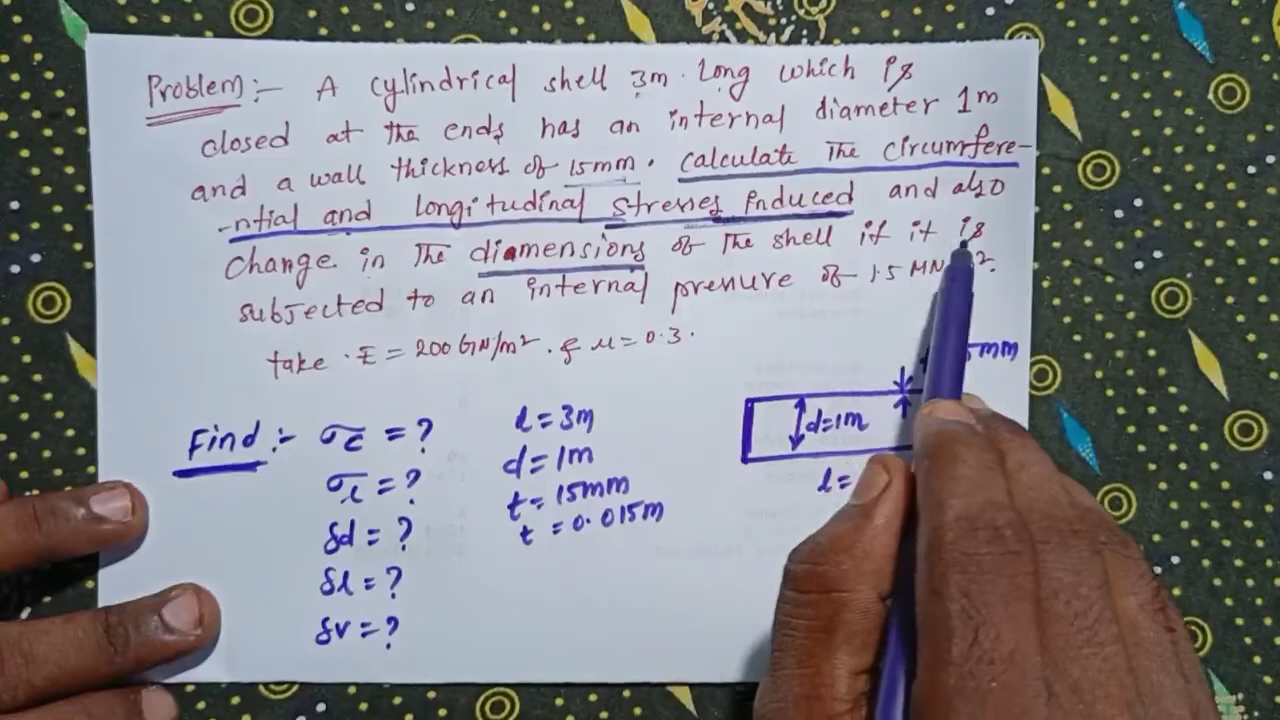 Problem:- A cylindrical shell 3m. Long which is
closed at the ends has an internal diameter 1m
and a wall thickness of 15mm. calculate the circumfere-
-ntial and longitudinal stresses induced and also
change in the diamensions of the shell if it is
subjected to an internal pressure of 1.5 MN 2.
take . E = 200 GN/m². & μ = 0.3.
Find:- σc = ?
σl = ?
δd = ?
δl = ?
δv = ?
l = 3m
d = 1m
t = 15mm
t = 0.015m
5mm
d=1m
l=